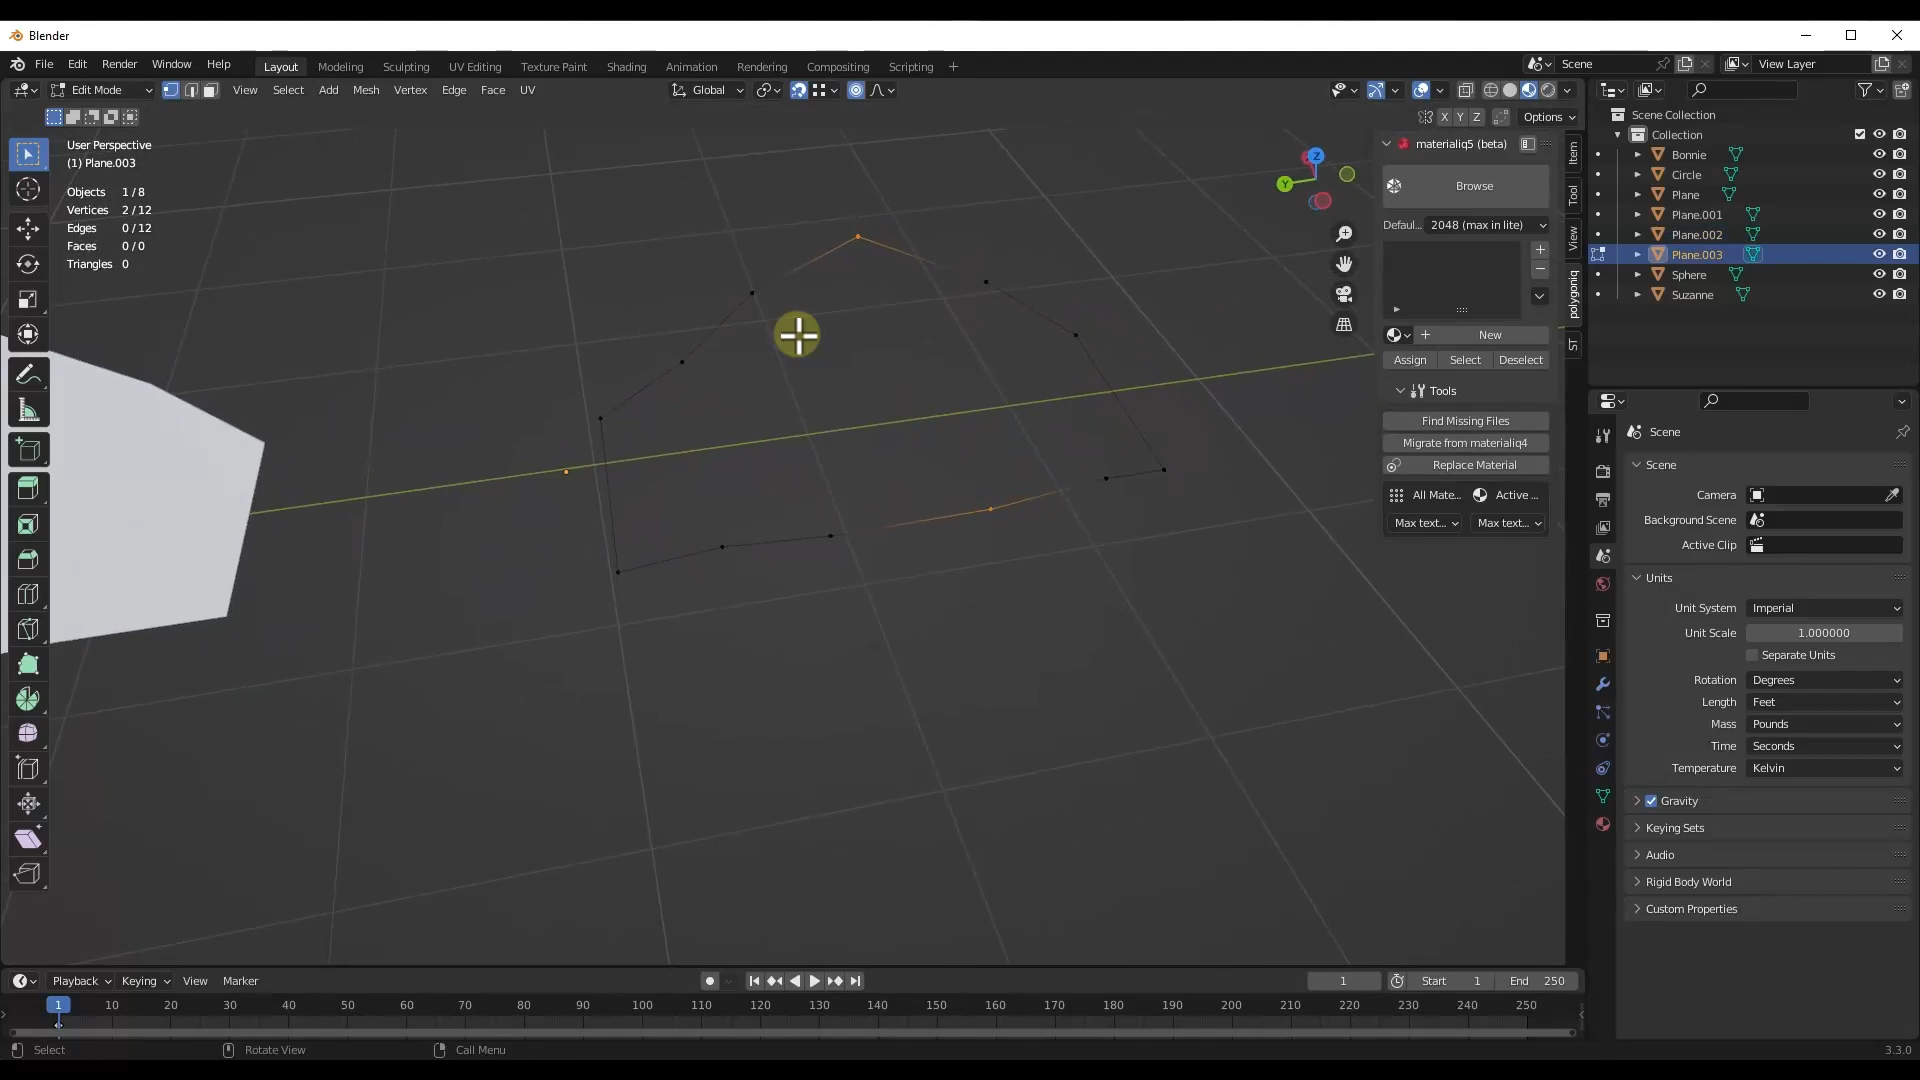 Blender
File Edit Render Window Help Layout Modeling Sculpting UV Editing Texture Paint Shading Animation Rendering Compositing Scripting + Scene View Layer
Edit Mode View Select Add Mesh Vertex Edge Face UV Global
X Y Z Options
User Perspective
(1) Plane.003
Objects 1/8
Vertices 2/12
Edges 0/12
Faces 0/0
Triangles 0
Z
Y
materialiq5 (beta)
Browse
Defaul... 2048 (max in lite)
New
Assign Select Deselect
Tools
Find Missing Files
Migrate from materialiq4
Replace Material
All Mate... Active ...
Max text... Max text...
Item
Tool
View
polygoniq
ST
Scene Collection
Collection
Bonnie
Circle
Plane
Plane.001
Plane.002
Plane.003
Sphere
Suzanne
Scene
Scene
Camera
Background Scene
Active Clip
Units
Unit System Imperial
Unit Scale 1.000000
Separate Units
Rotation Degrees
Length Feet
Mass Pounds
Time Seconds
Temperature Kelvin
Gravity
Keying Sets
Audio
Rigid Body World
Custom Properties
Playback Keying View Marker 1 Start 1 End 250
1 10 20 30 40 50 60 70 80 90 100 110 120 130 140 150 160 170 180 190 200 210 220 230 240 250
Select Rotate View Call Menu 3.3.0